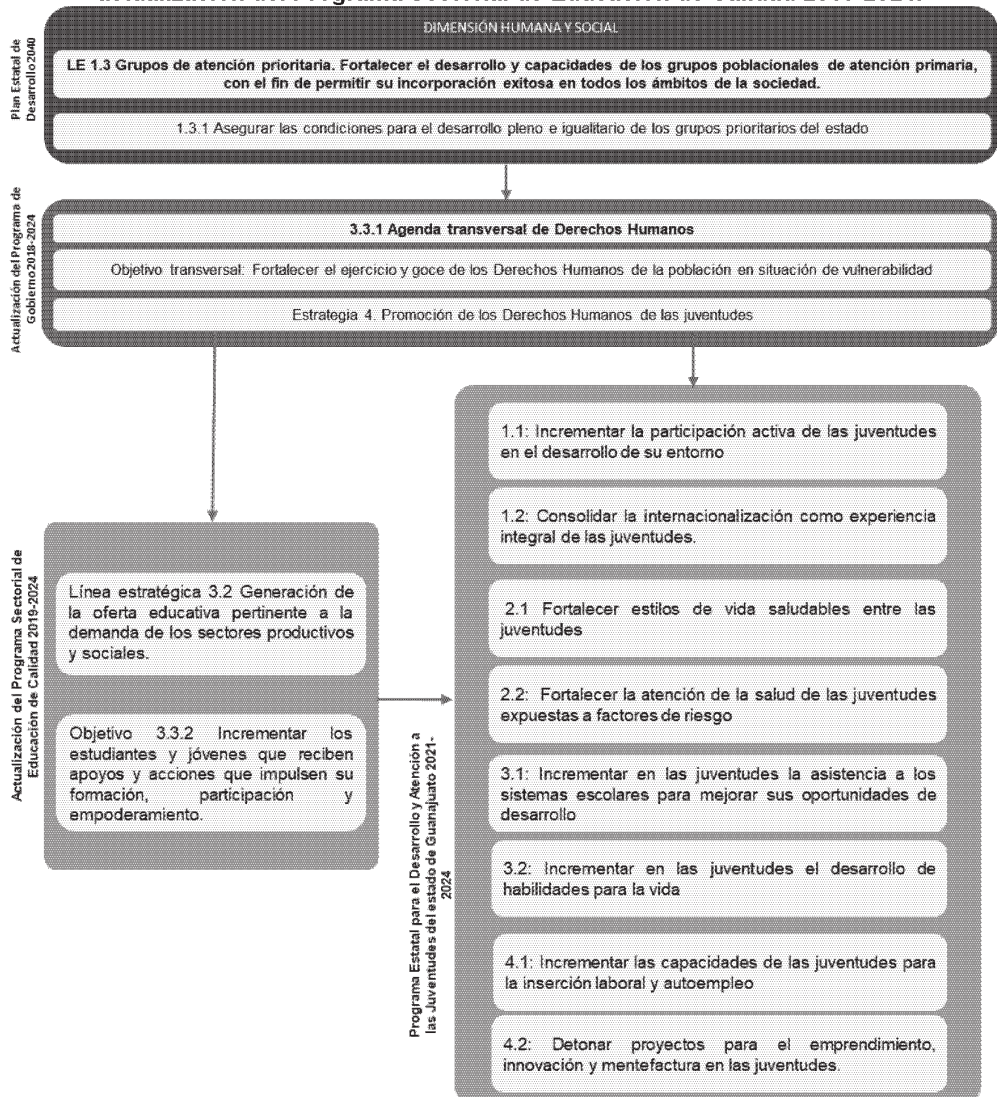 DIMENSIÓN HUMANA Y SOCIAL
Plan Estatal de
Desarrollo2040
LE 1.3 Grupos de atención prioritaria. Fortalecer el desarrollo y capacidades de los grupos poblacionales de atención primaria,
con el fin de permitir su incorporación exitosa en todos los ámbitos de la sociedad.
1.3.1 Asegurar las condiciones para el desarrollo pleno e igualitario de los grupos prioritarios del estado
Actualización del Programa de
Gobierno2018-2024
3.3.1 Agenda transversal de Derechos Humanos
Objetivo transversal: Fortalecer el ejercicio y goce de los Derechos Humanos de la población en situación de vulnerabilidad
Estrategia 4. Promoción de los Derechos Humanos de las juventudes
Actualización del Programa Sectorial de
Educación de Calidad 2019-2024
Línea estratégica 3.2 Generación de
la oferta educativa pertinente a la
demanda de los sectores productivos
y sociales.
Objetivo 3.3.2 Incrementar los
estudiantes y jóvenes que reciben
apoyos y acciones que impulsen su
formación, participación y
empoderamiento.
Programa Estatal para el Desarrollo y Atención a
las Juventudes del estado de Guanajuato 2021-
2024
1.1: Incrementar la participación activa de las juventudes
en el desarrollo de su entorno
1.2: Consolidar la internacionalización como experiencia
integral de las juventudes.
2.1 Fortalecer estilos de vida saludables entre las
juventudes
2.2: Fortalecer la atención de la salud de las juventudes
expuestas a factores de riesgo
3.1: Incrementar en las juventudes la asistencia a los
sistemas escolares para mejorar sus oportunidades de
desarrollo
3.2: Incrementar en las juventudes el desarrollo de
habilidades para la vida
4.1: Incrementar las capacidades de las juventudes para
la inserción laboral y autoempleo
4.2: Detonar proyectos para el emprendimiento,
innovación y mentefactura en las juventudes.